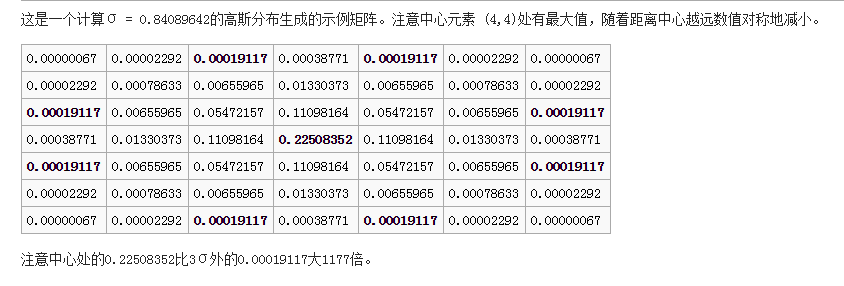 这是一个计算σ = 0.84089642的高斯分布生成的示例矩阵。注意中心元素 (4,4)处有最大值，随着距离中心越远数值对称地减小。
0.00000067 0.00002292 0.00019117 0.00038771 0.00019117 0.00002292 0.00000067
0.00002292 0.00078633 0.00655965 0.01330373 0.00655965 0.00078633 0.00002292
0.00019117 0.00655965 0.05472157 0.11098164 0.05472157 0.00655965 0.00019117
0.00038771 0.01330373 0.11098164 0.22508352 0.11098164 0.01330373 0.00038771
0.00019117 0.00655965 0.05472157 0.11098164 0.05472157 0.00655965 0.00019117
0.00002292 0.00078633 0.00655965 0.01330373 0.00655965 0.00078633 0.00002292
0.00000067 0.00002292 0.00019117 0.00038771 0.00019117 0.00002292 0.00000067
注意中心处的0.22508352比3σ外的0.00019117大1177倍。